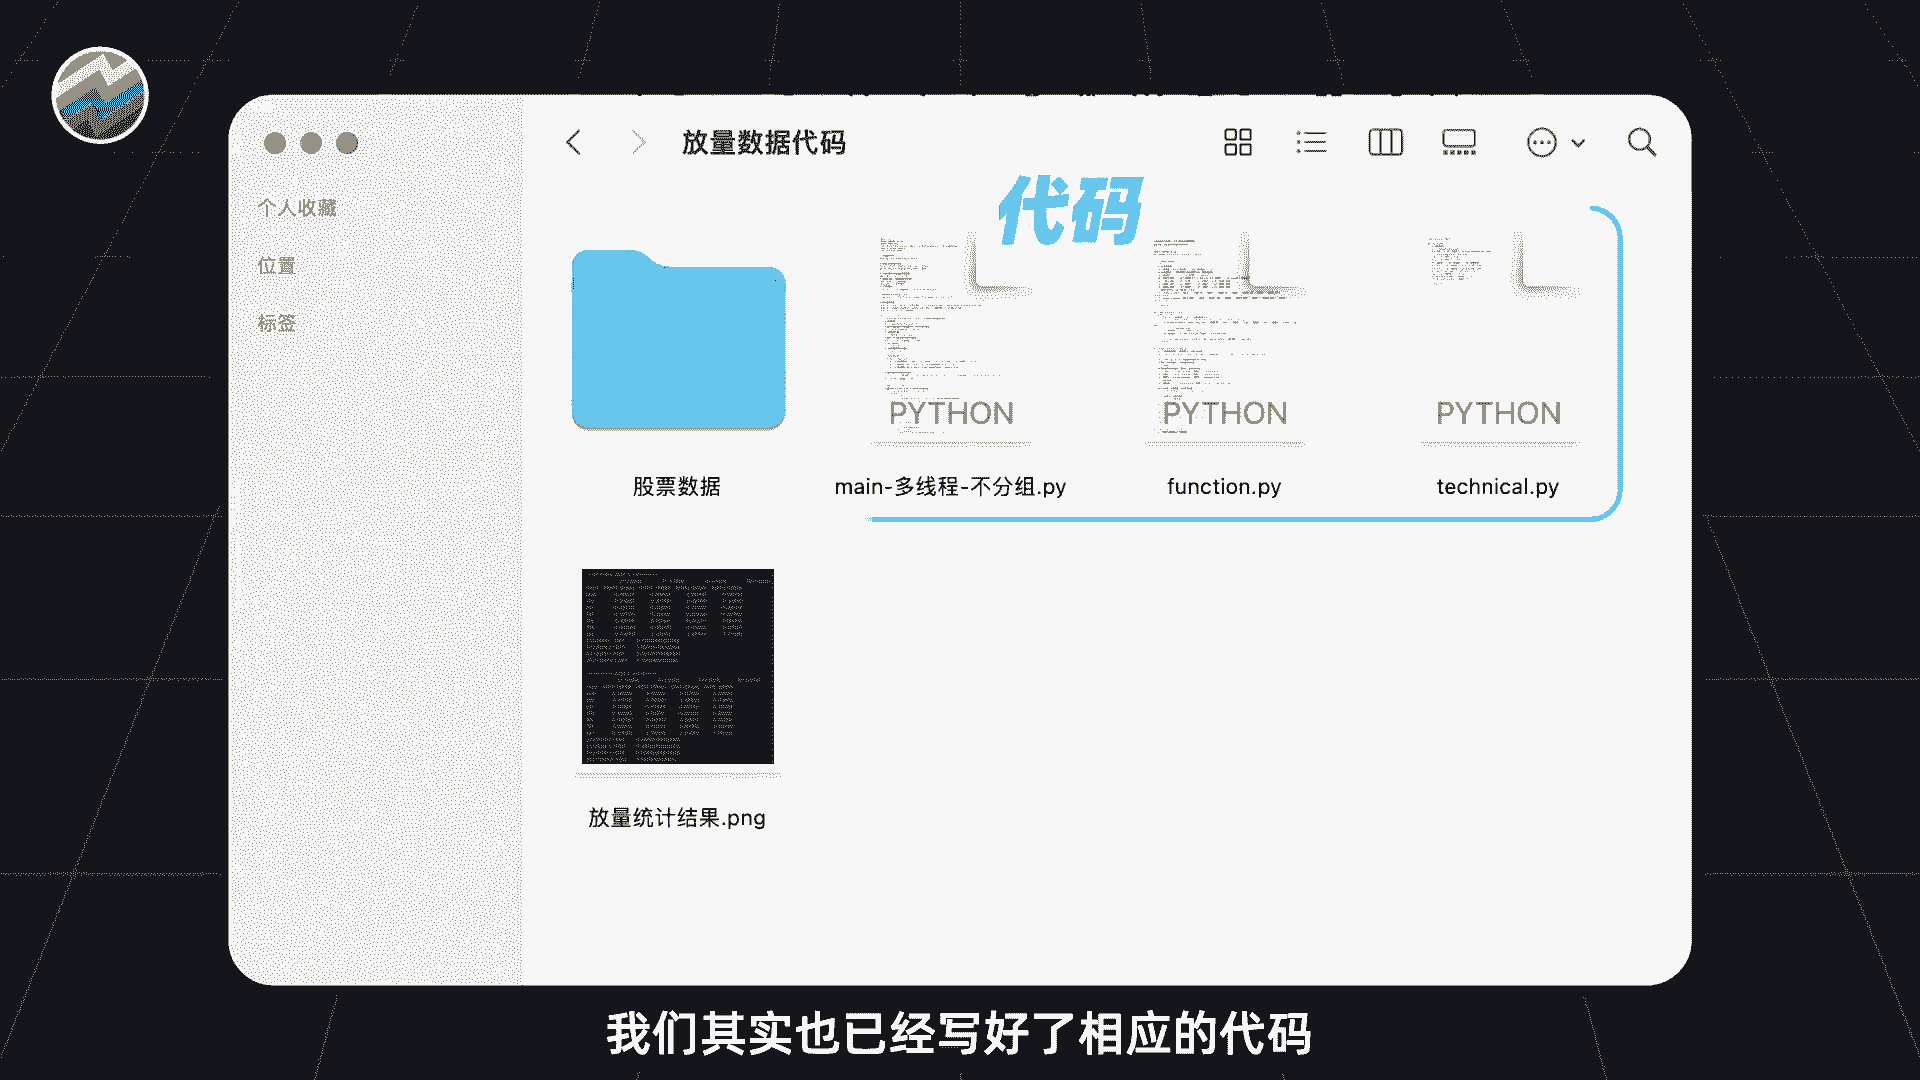 放量数据代码
个人收藏
位置
标签
代码
PYTHON
PYTHON
PYTHON
股票数据
main-多线程-不分组.py
function.py
technical.py
放量统计结果.png
我们其实也已经写好了相应的代码